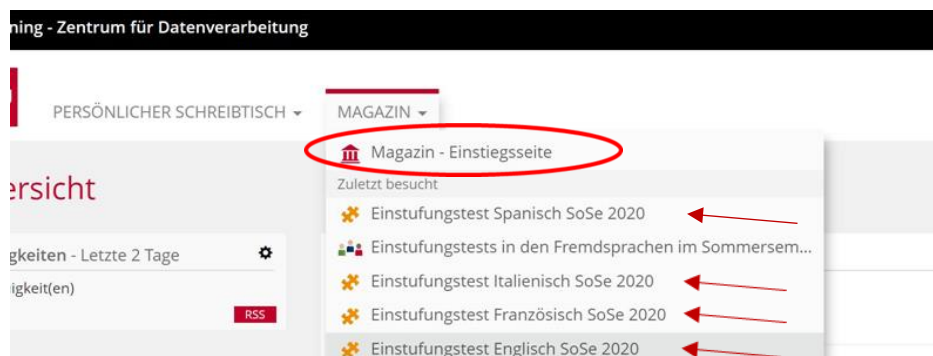 ning - Zentrum für Datenverarbeitung
PERSÖNLICHER SCHREIBTISCH
MAGAZIN
Magazin - Einstiegsseite
ersicht
Zuletzt besucht
Einstufungstest Spanisch SoSe 2020
Einstufungstests in den Fremdsprachen im Sommersem...
gkeiten - Letzte 2 Tage
Einstufungstest Italienisch SoSe 2020
igkeit(en)
RSS
Einstufungstest Französisch SoSe 2020
Einstufungstest Englisch SoSe 2020